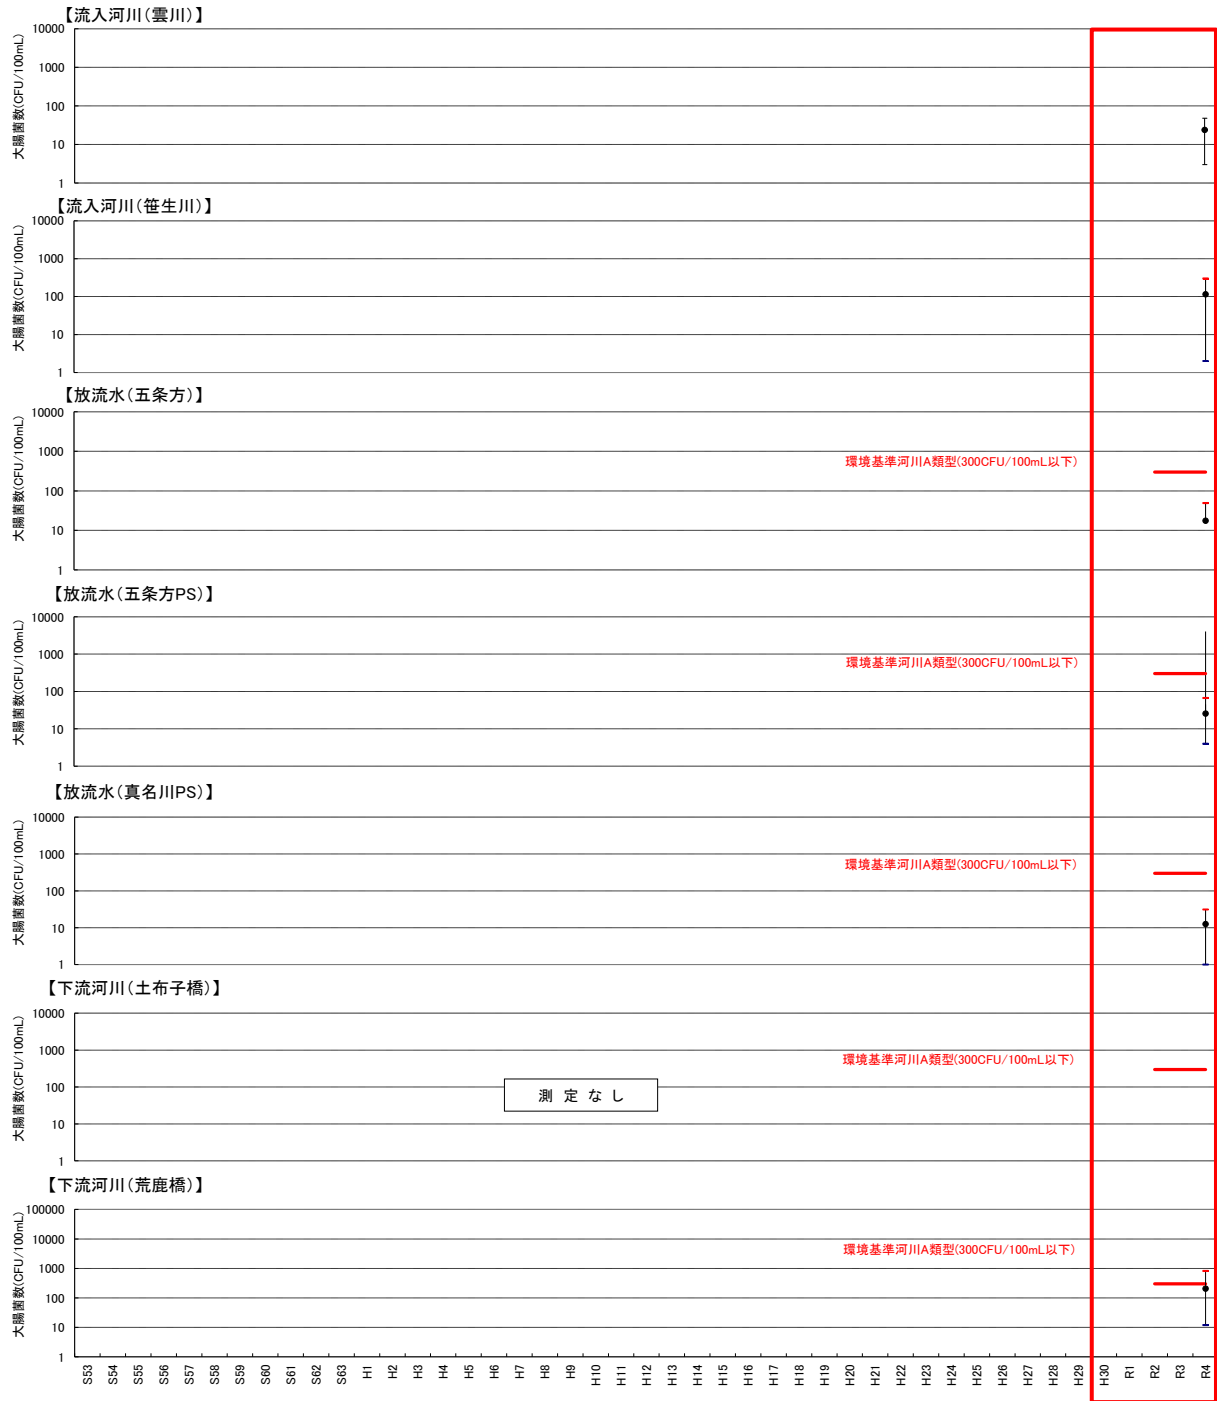 【流入河川(雲川)】
大腸菌数(CFU/100mL)
10000
1000
100
10
1
【流入河川(笹生川)】
大腸菌数(CFU/100mL)
10000
1000
100
10
1
【放流水(五条方)】
大腸菌数(CFU/100mL)
10000
1000
100
10
1
環境基準河川A類型(300CFU/100mL以下)
【放流水(五条方PS)】
大腸菌数(CFU/100mL)
10000
1000
100
10
1
環境基準河川A類型(300CFU/100mL以下)
【放流水(真名川PS)】
大腸菌数(CFU/100mL)
10000
1000
100
10
1
環境基準河川A類型(300CFU/100mL以下)
【下流河川(土布子橋)】
大腸菌数(CFU/100mL)
10000
1000
100
10
1
環境基準河川A類型(300CFU/100mL以下)
測 定 な し
【下流河川(荒鹿橋)】
大腸菌数(CFU/100mL)
100000
10000
1000
100
10
1
環境基準河川A類型(300CFU/100mL以下)
S53 S54 S55 S56 S57 S58 S59 S60 S61 S62 S63 H1 H2 H3 H4 H5 H6 H7 H8 H9 H10 H11 H12 H13 H14 H15 H16 H17 H18 H19 H20 H21 H22 H23 H24 H25 H26 H27 H28 H29 H30 R1 R2 R3 R4